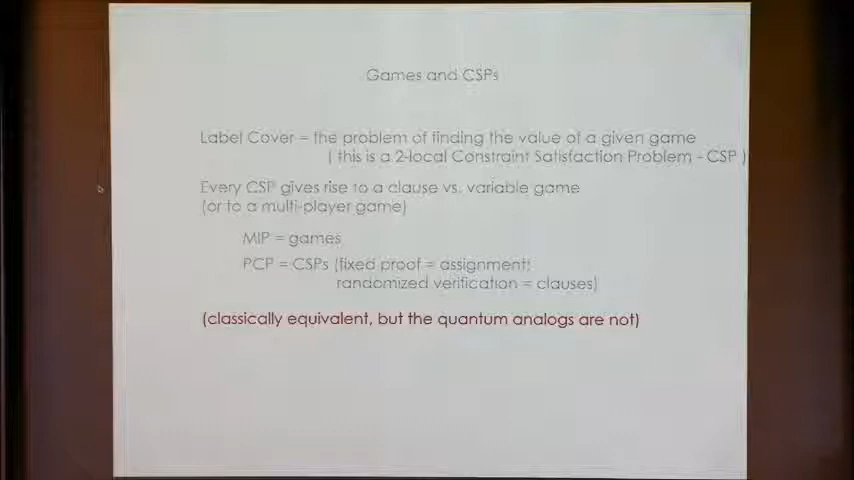 Games and CSPs
Label Cover = the problem of finding the value of a given game
( this is a 2-local Constraint Satisfaction Problem - CSP )
Every CSP gives rise to a clause vs. variable game
(or to a multi-player game)
MIP = games
PCP = CSPs (fixed proof = assignment;
randomized verification = clauses)
(classically equivalent, but the quantum analogs are not)